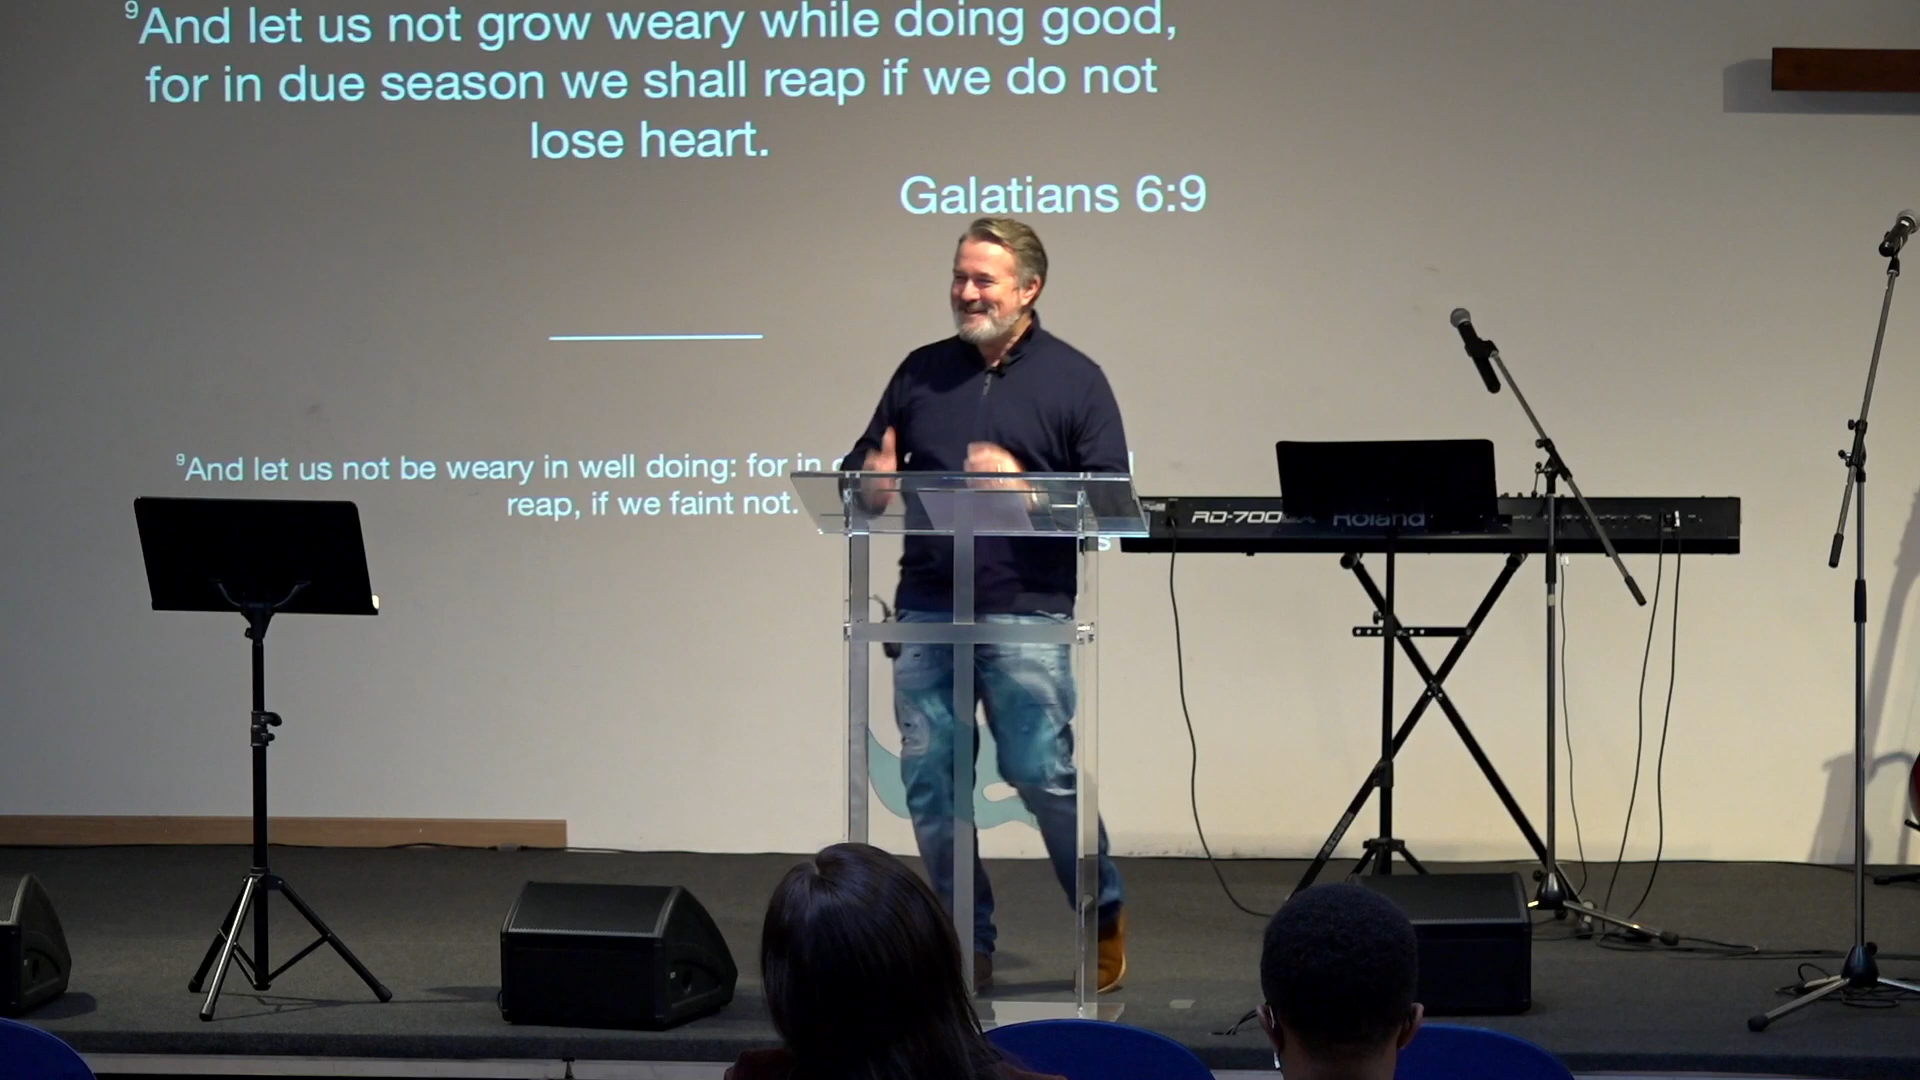 ⁹And let us not grow weary while doing good,
for in due season we shall reap if we do not
lose heart.
Galatians 6:9
⁹And let us not be weary in well doing: for in
reap, if we faint not.
RD-700
Roland